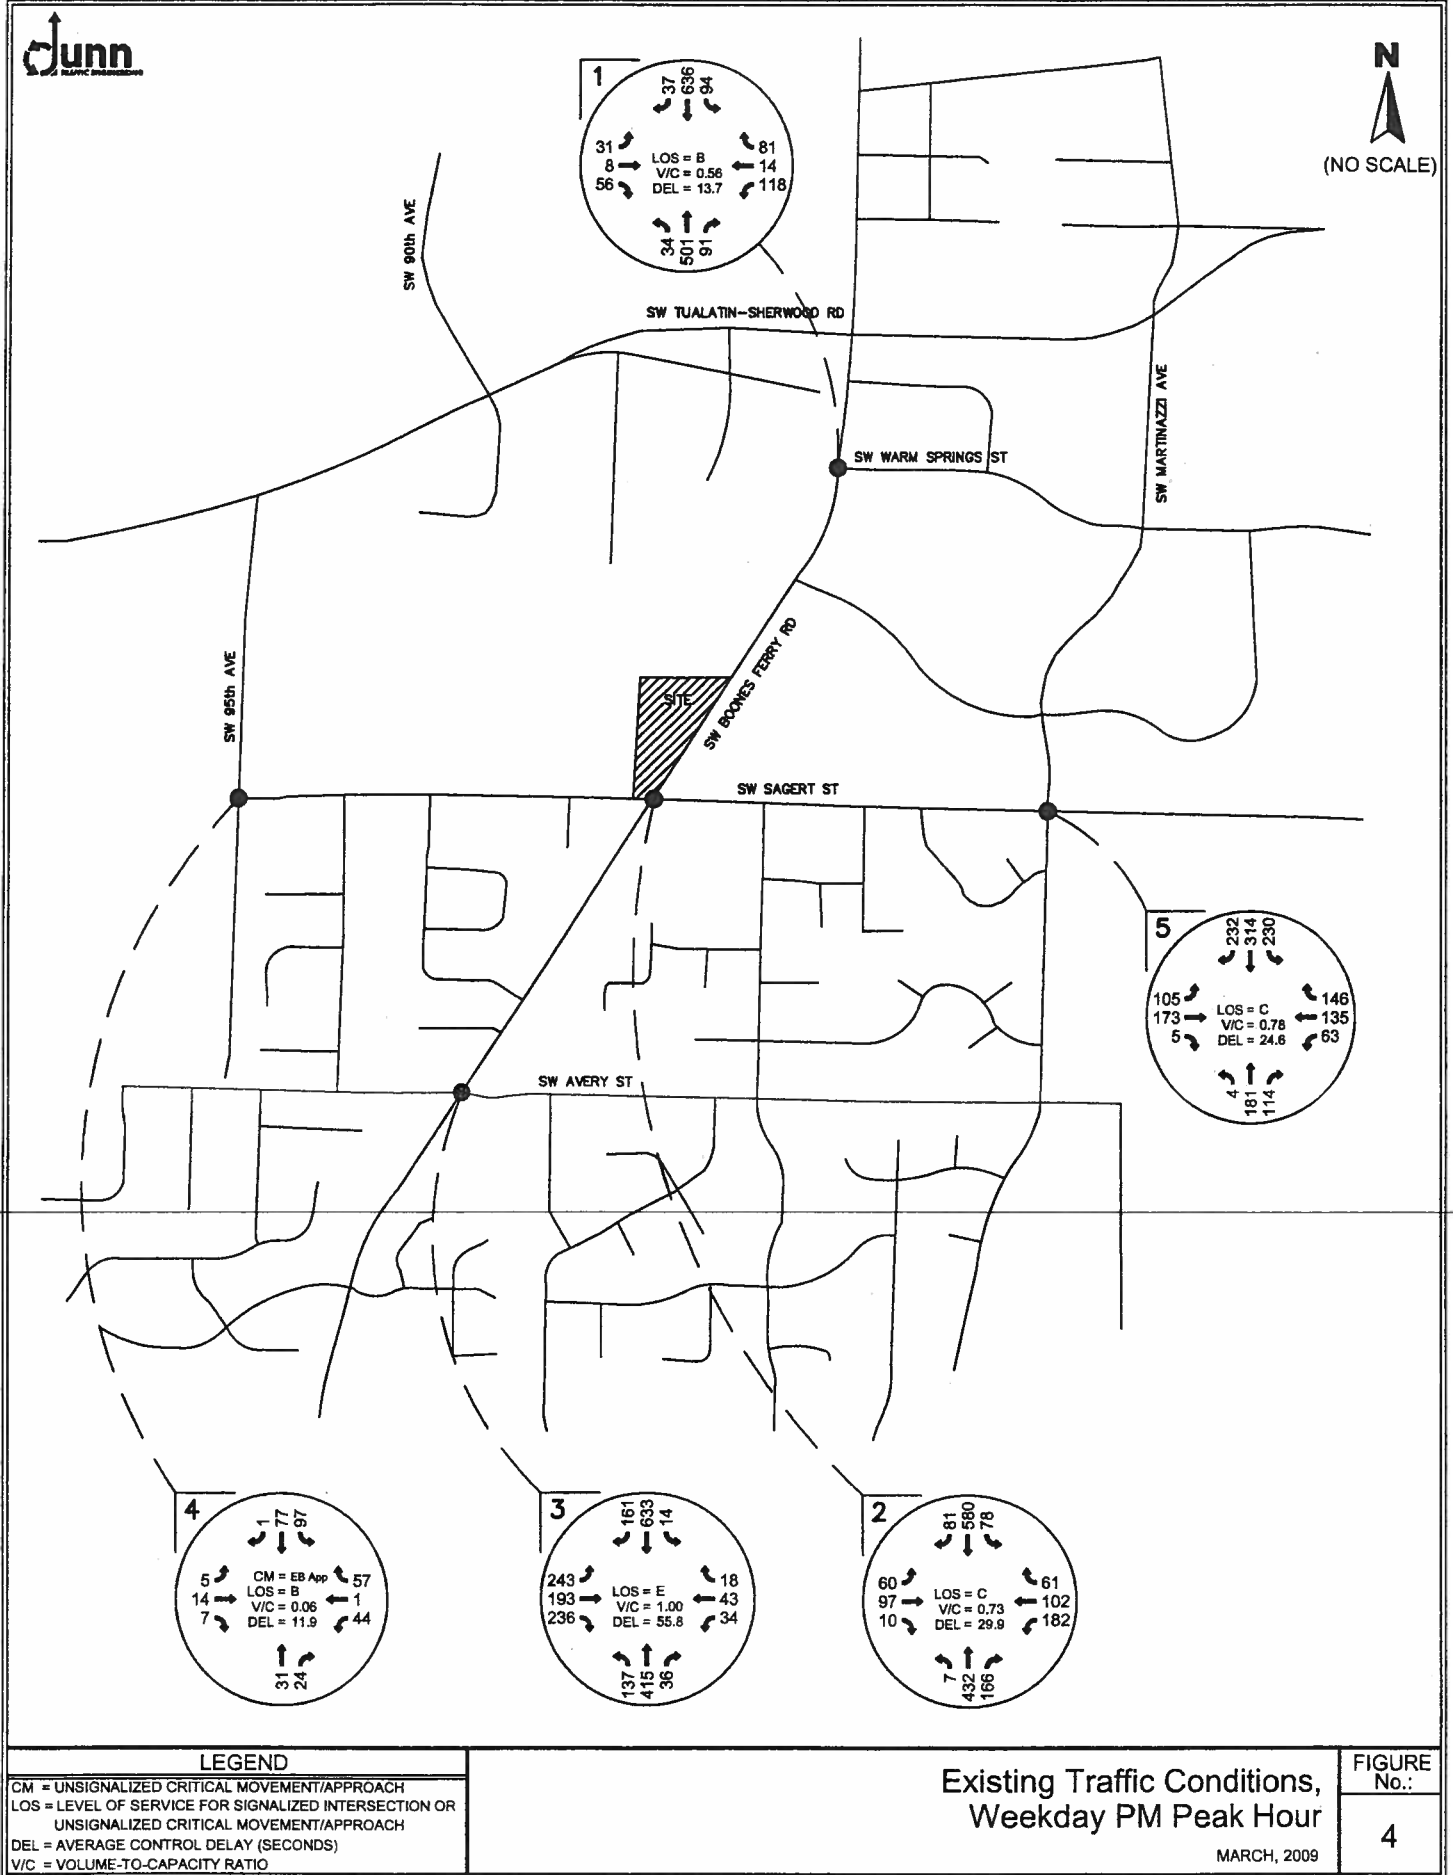 dunn
TRAFFIC ENGINEERING
N
(NO SCALE)
1
37 636 94
31
8
56
LOS = B
V/C = 0.56
DEL = 13.7
81
14
118
34 501 91
SW 90th AVE
SW TUALATIN-SHERWOOD RD
SW MARTINAZZI AVE
SW WARM SPRINGS ST
SW BOONES FERRY RD
SW 95th AVE
SITE
SW SAGERT ST
5
232 314 230
105
173
5
LOS = C
V/C = 0.78
DEL = 24.6
146
135
63
4 181 114
SW AVERY ST
4
1 77 97
5
14
7
CM = EB App
LOS = B
V/C = 0.06
DEL = 11.9
57
1
44
31 24
3
161 633 14
243
193
236
LOS = E
V/C = 1.00
DEL = 55.8
18
43
34
137 415 36
2
81 580 78
60
97
10
LOS = C
V/C = 0.73
DEL = 29.9
61
102
182
7 432 166
LEGEND
CM = UNSIGNALIZED CRITICAL MOVEMENT/APPROACH
LOS = LEVEL OF SERVICE FOR SIGNALIZED INTERSECTION OR
UNSIGNALIZED CRITICAL MOVEMENT/APPROACH
DEL = AVERAGE CONTROL DELAY (SECONDS)
V/C = VOLUME-TO-CAPACITY RATIO
Existing Traffic Conditions,
Weekday PM Peak Hour
MARCH, 2009
FIGURE
No.:
4